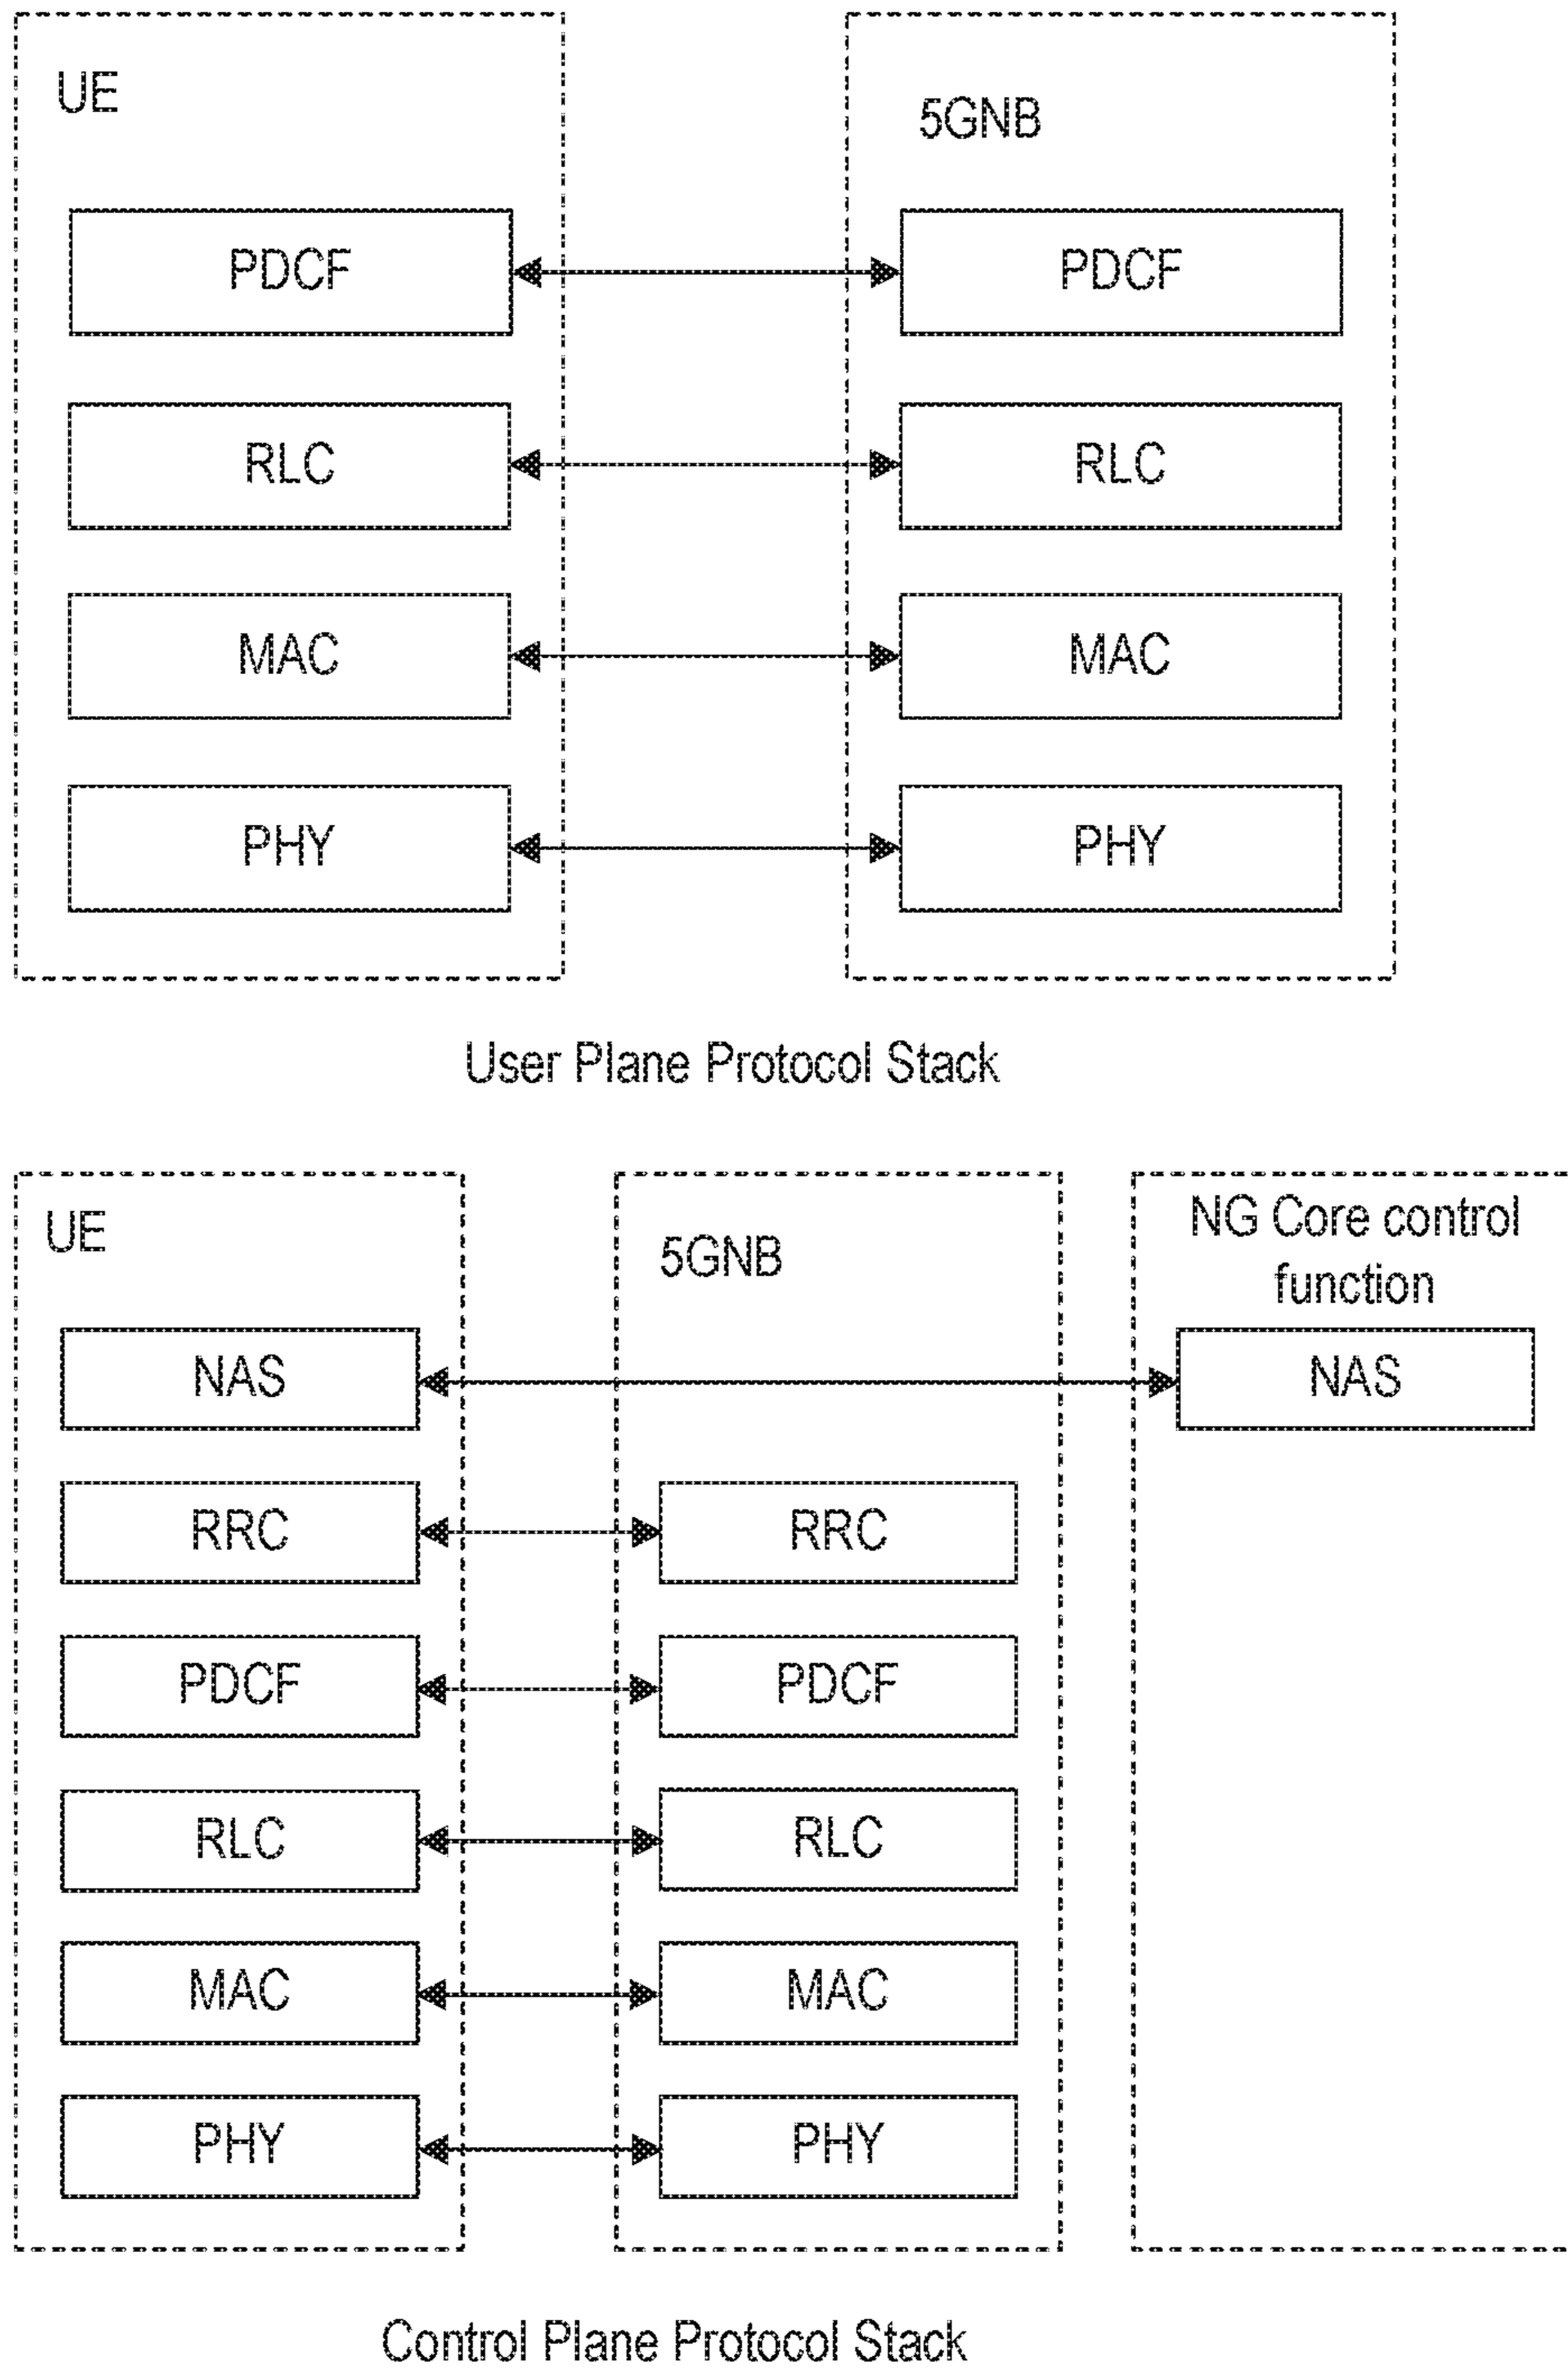 UE
5GNB
PDCF
PDCF
RLC
RLC
MAC
MAC
PHY
PHY
User Plane Protocol Stack
UE
5GNB
NG Core control
function
NAS
NAS
RRC
RRC
PDCF
PDCF
RLC
RLC
MAC
MAC
PHY
PHY
Control Plane Protocol Stack